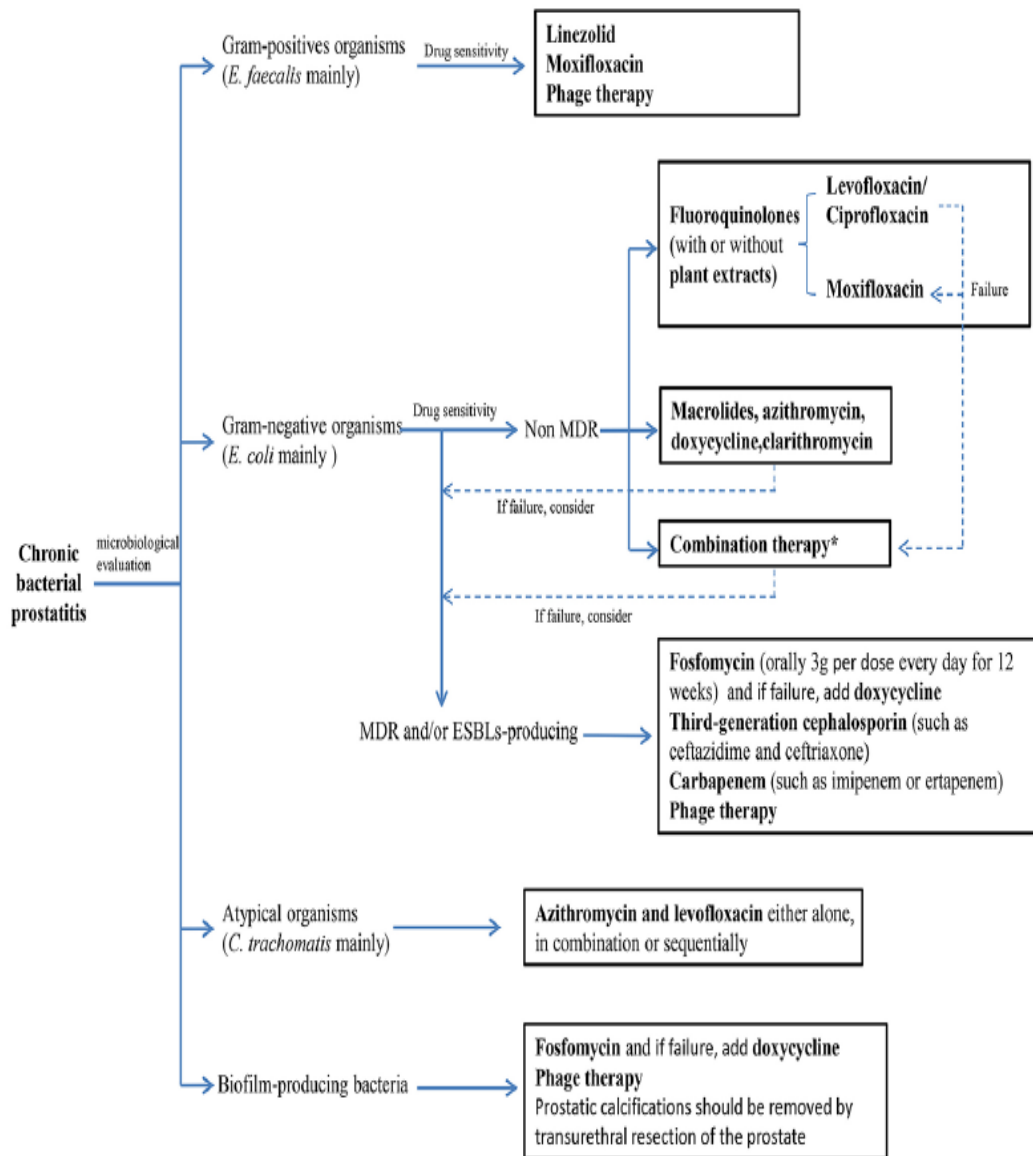 Gram-positives organisms
(E. faecalis mainly)
Drug sensitivity
Linezolid
Moxifloxacin
Phage therapy
Fluoroquinolones
(with or without
plant extracts)
Levofloxacin/
Ciprofloxacin
Moxifloxacin
Failure
Gram-negative organisms
(E. coli mainly )
Drug sensitivity
Non MDR
Macrolides, azithromycin,
doxycycline,clarithromycin
If failure, consider
Combination therapy*
If failure, consider
Chronic
bacterial
prostatitis
microbiological
evaluation
MDR and/or ESBLs-producing
Fosfomycin (orally 3g per dose every day for 12
weeks) and if failure, add doxycycline
Third-generation cephalosporin (such as
ceftazidime and ceftriaxone)
Carbapenem (such as imipenem or ertapenem)
Phage therapy
Atypical organisms
(C. trachomatis mainly)
Azithromycin and levofloxacin either alone,
in combination or sequentially
Biofilm-producing bacteria
Fosfomycin and if failure, add doxycycline
Phage therapy
Prostatic calcifications should be removed by
transurethral resection of the prostate